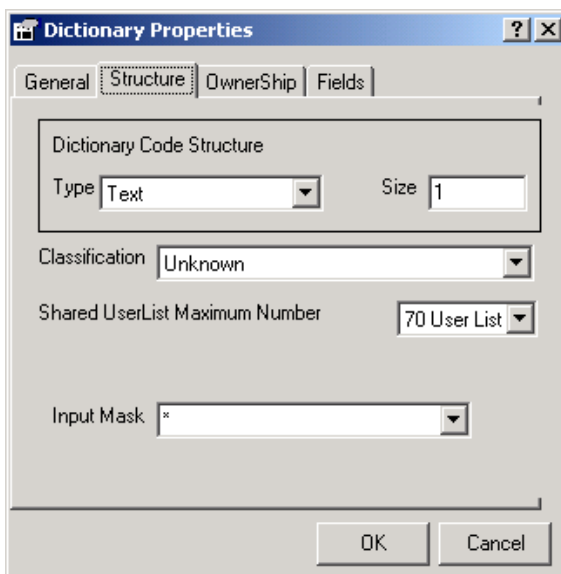 Dictionary Properties
General Structure OwnerShip Fields
Dictionary Code Structure
Type Text Size 1
Classification Unknown
Shared UserList Maximum Number 70 User List
Input Mask *
OK Cancel